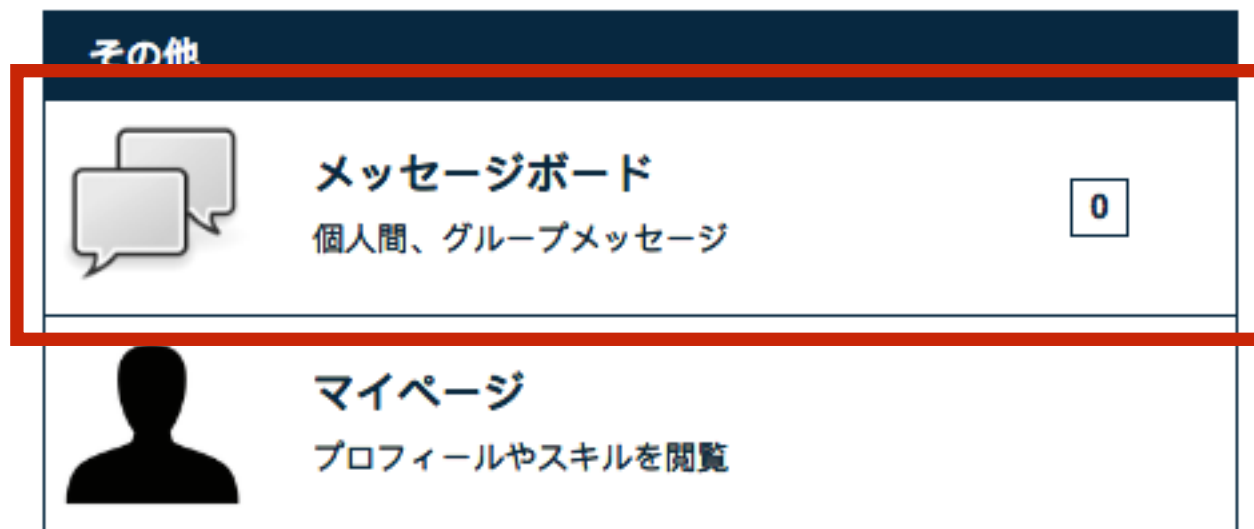 その他
メッセージボード
0
個人間、グループメッセージ
マイページ
プロフィールやスキルを閲覧